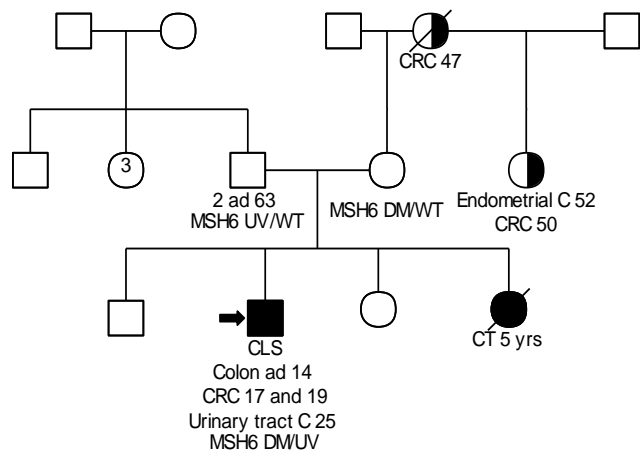 CRC 47
3
2 ad 63
MSH6 UV/WT
MSH6 DM/WT
Endometrial C 52
CRC 50
CLS
Colon ad 14
CRC 17 and 19
Urinary tract C 25
MSH6 DM/UV
CT 5 yrs